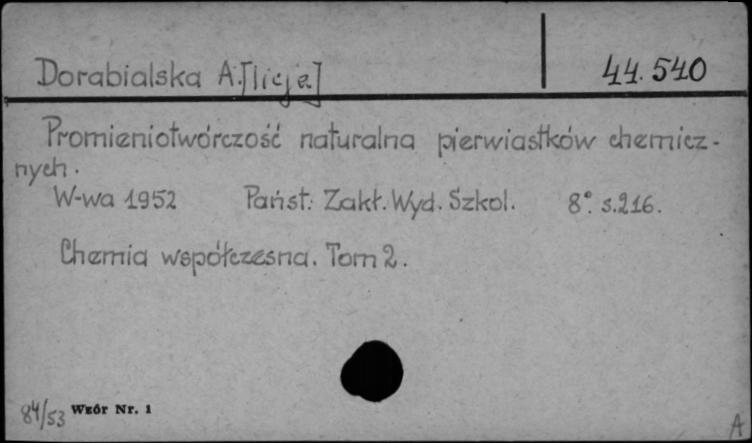 Dorabialska A.[licja]
44.540
Promieniotwórczość naturalna pierwiastków chemicz-
nych.
W-wa 1952 Państ. Zakł. Wyd. Szkol. 8° s.216.
Chemia współczesna. Tom 2.
84/53 Wzór Nr. 1
A